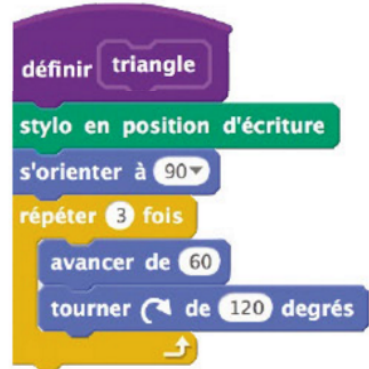 définir triangle
stylo en position d'écriture
s'orienter à 90
répéter 3 fois
avancer de 60
tourner de 120 degrés